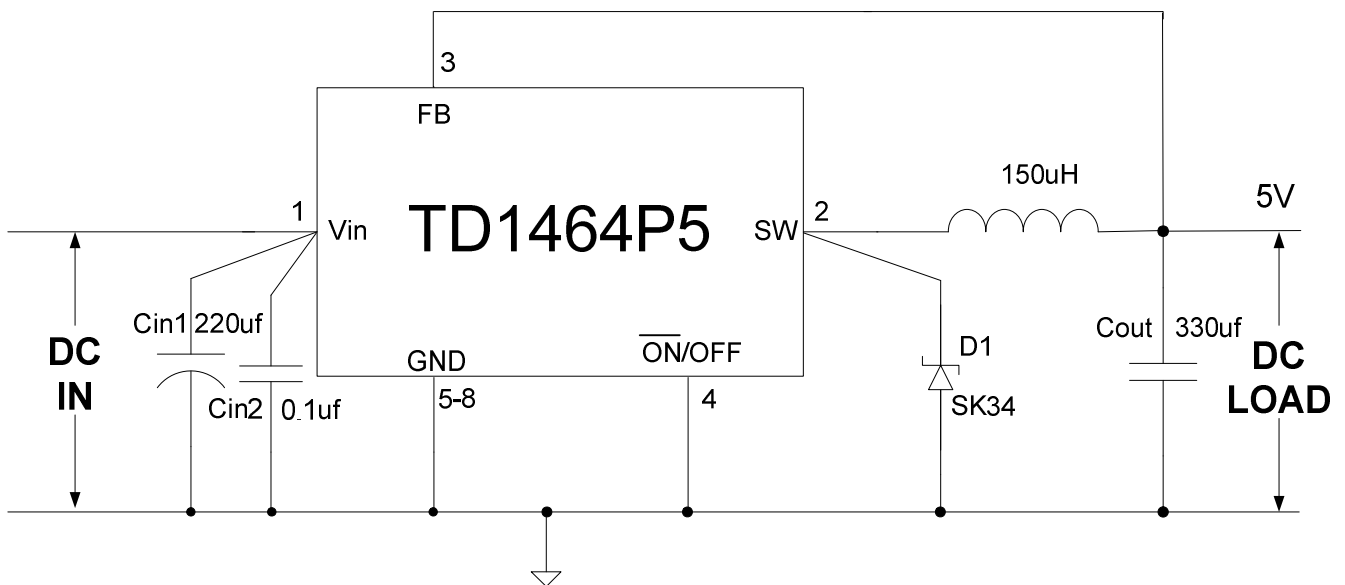 3
FB
150uH
5V
1
Vin
TD1464P5
SW
2
Cin1
220uf
Cout
330uf
DC
IN
GND
ON/OFF
D1
DC
LOAD
Cin2
0.1uf
5-8
4
SK34